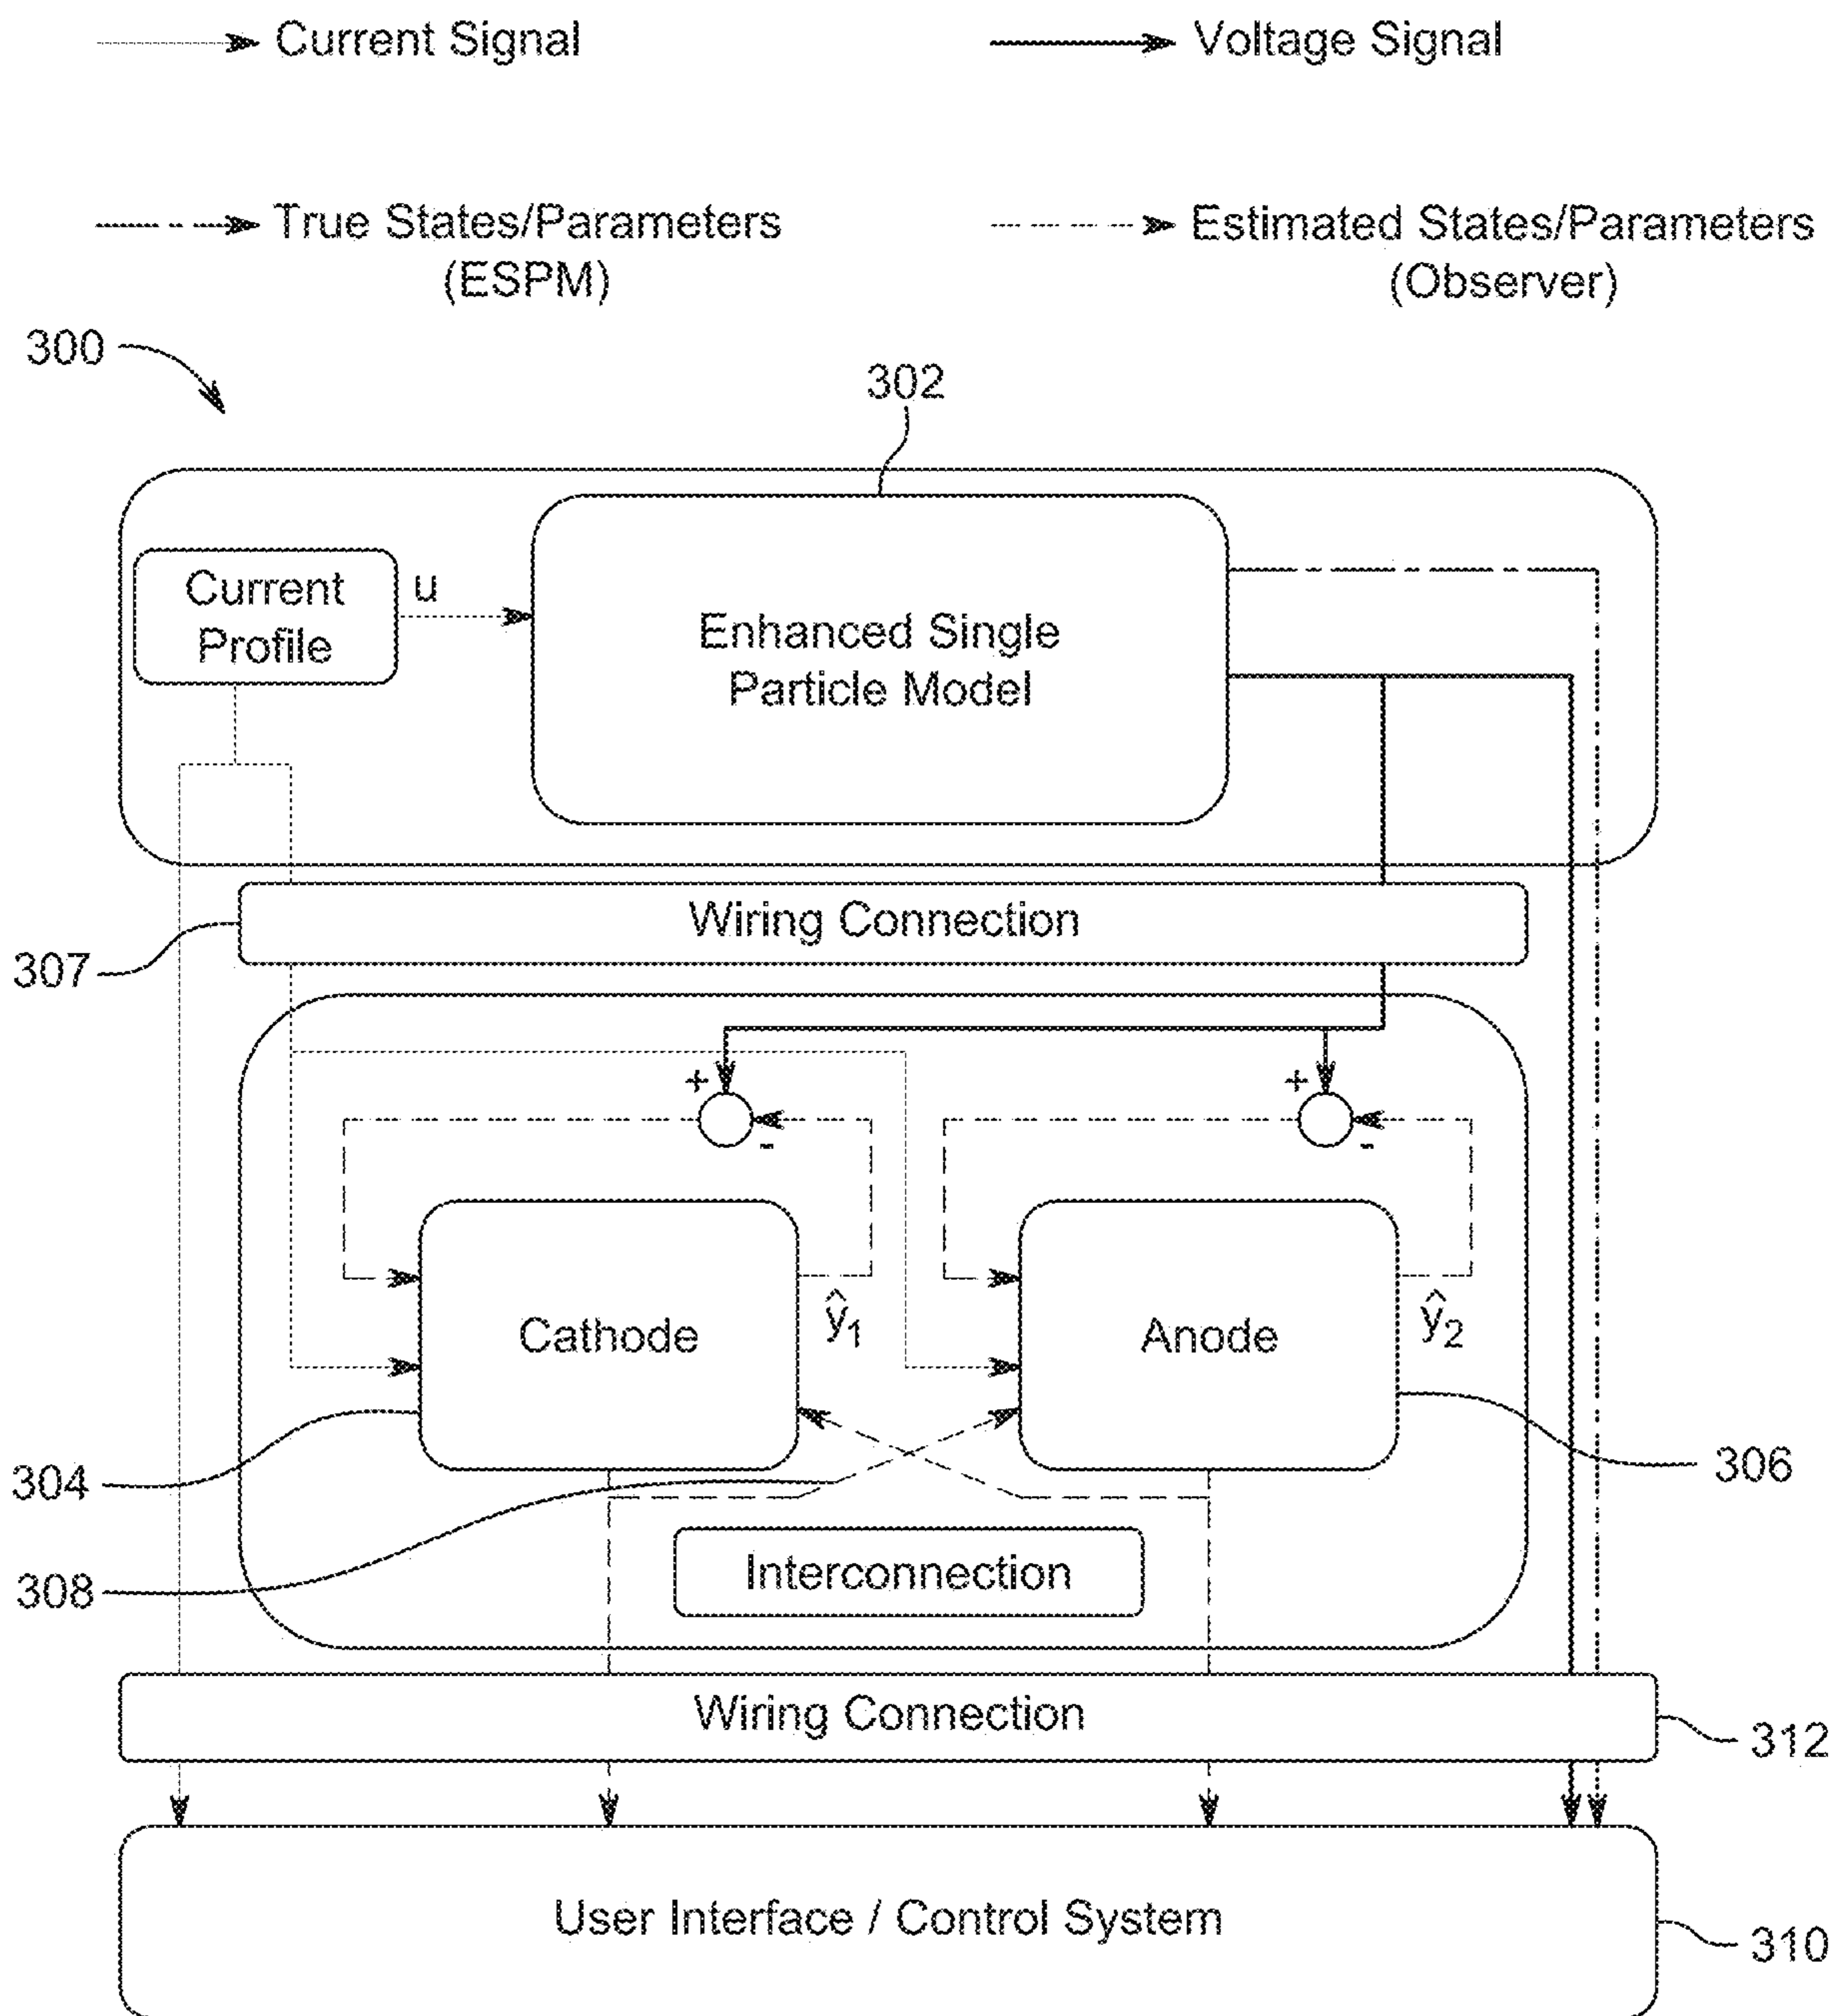 Current Signal
Voltage Signal
True States/Parameters
(ESPM)
Estimated States/Parameters
(Observer)
300
302
Current
Profile
u
Enhanced Single
Particle Model
Wiring Connection
307
+
-
+
-
Cathode
ŷ1
Anode
ŷ2
304
306
308
Interconnection
Wiring Connection
312
User Interface / Control System
310